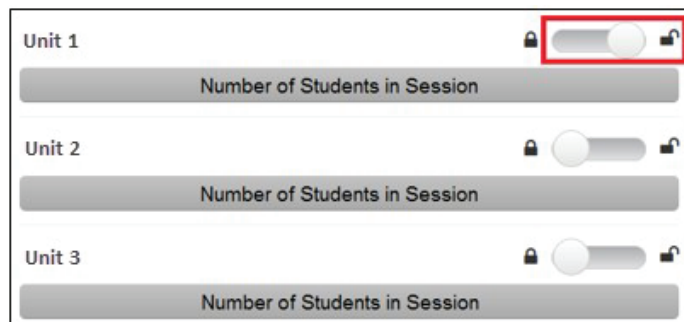 Unit 1
Number of Students in Session
Unit 2
Number of Students in Session
Unit 3
Number of Students in Session